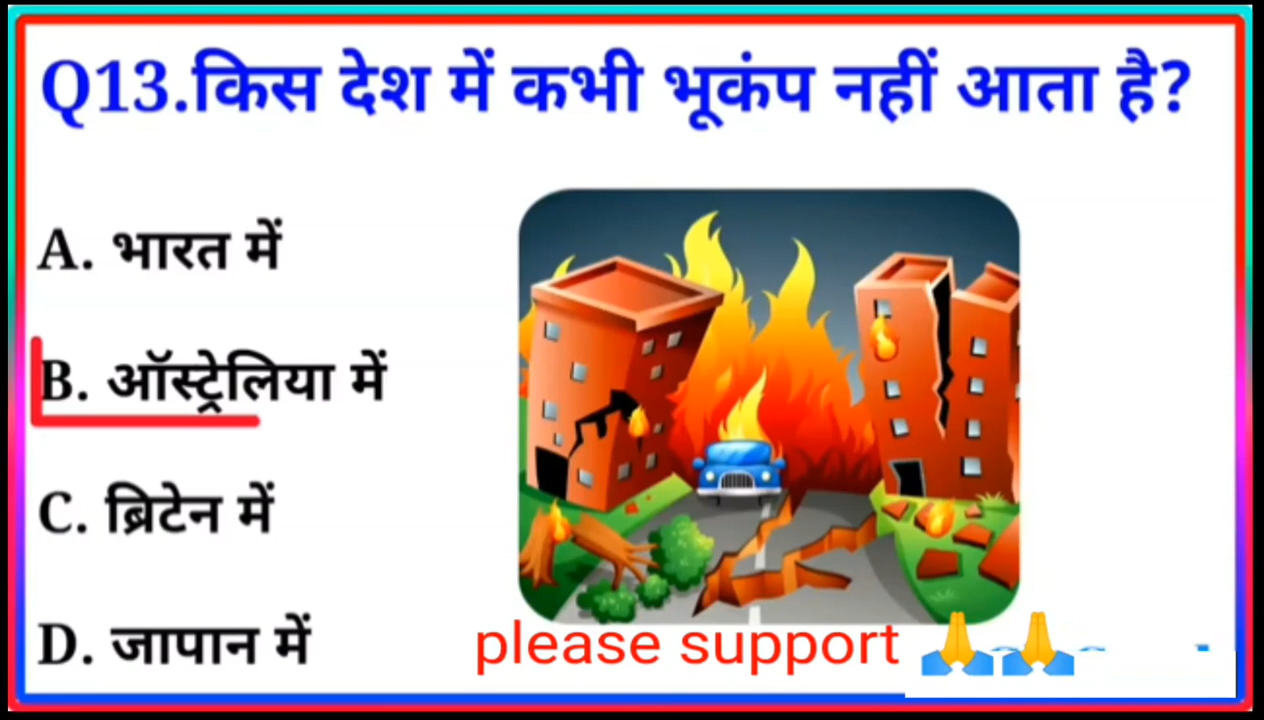 Q13.किस देश में कभी भूकंप नहीं आता है?
A. भारत में
B. ऑस्ट्रेलिया में
C. ब्रिटेन में
D. जापान में
please support 🙏🙏